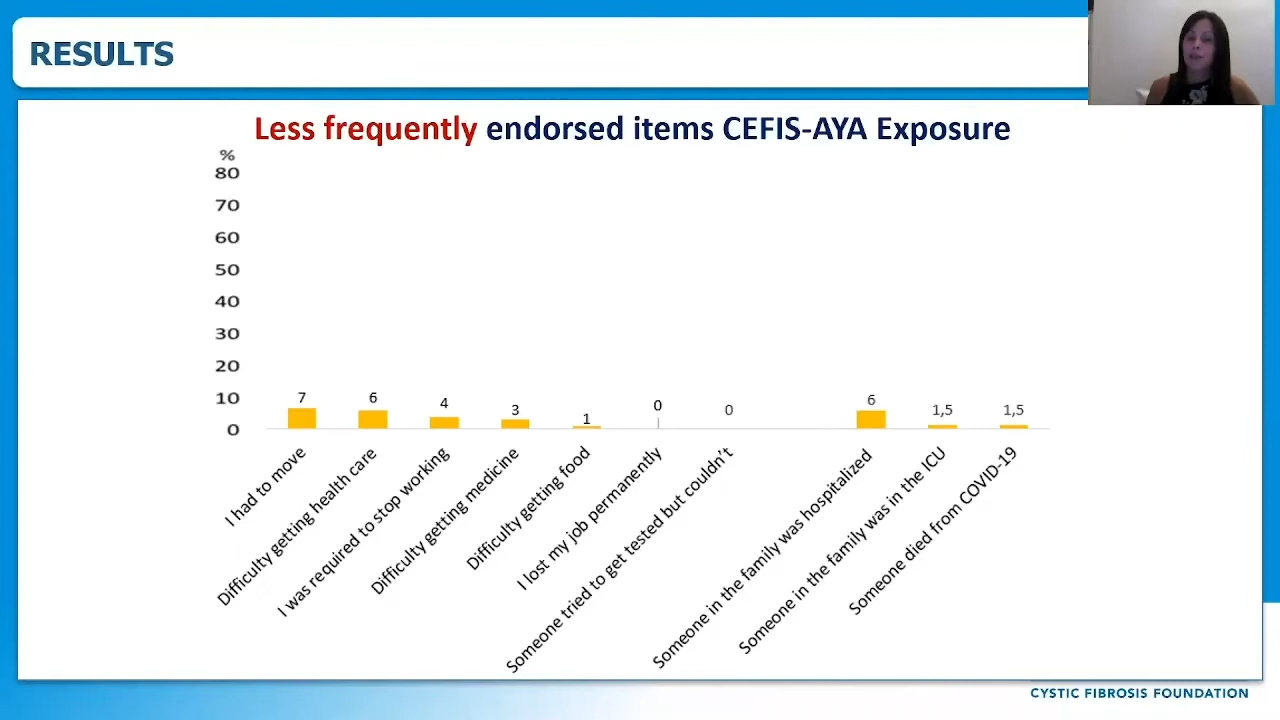 RESULTS
Less frequently endorsed items CEFIS-AYA Exposure
%
80
70
60
50
40
30
20
10
0
7
6
4
3
1
0
0
6
1,5
1,5
I had to move
Difficulty getting health care
I was required to stop working
Difficulty getting medicine
Difficulty getting food
I lost my job permanently
Someone tried to get tested but couldn't
Someone in the family was hospitalized
Someone in the family was in the ICU
Someone died from COVID-19
CYSTIC FIBROSIS FOUNDATION